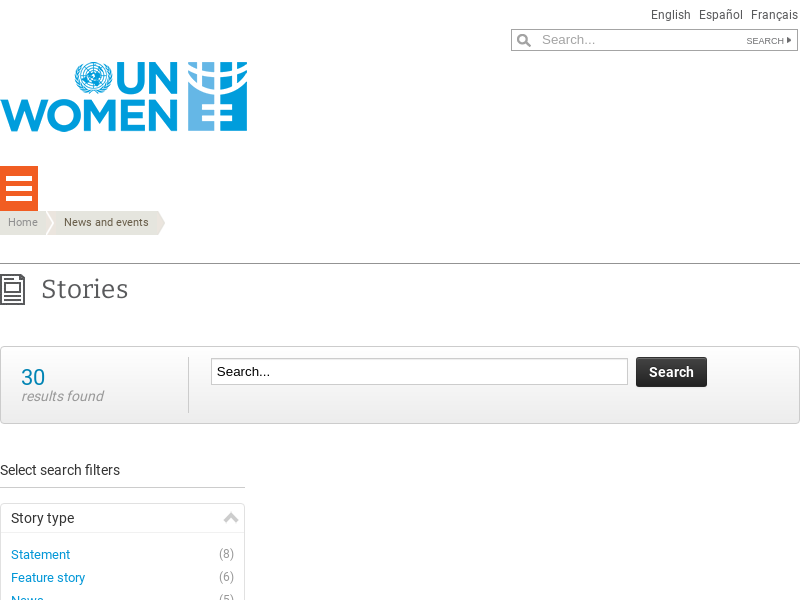 English Español Français
Search... SEARCH
UN
WOMEN
Home News and events
Stories
30
results found
Search... Search
Select search filters
Story type
Statement (8)
Feature story (6)
News (5)